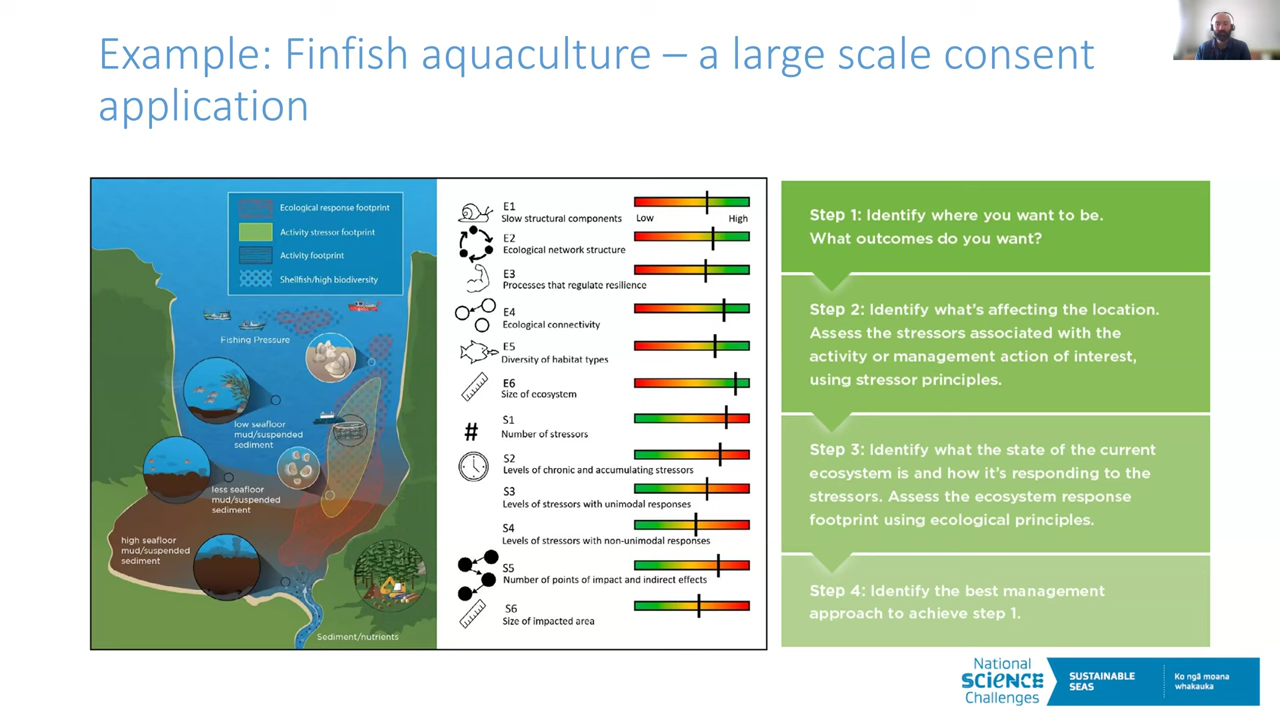 Example: Finfish aquaculture – a large scale consent
application
Ecological response footprint
Activity stressor footprint
Activity footprint
Shellfish/high biodiversity
Fishing Pressure
low seafloor
mud/suspended
sediment
less seafloor
mud/suspended
sediment
high seafloor
mud/suspended
sediment
Sediment/nutrients
E1
Slow structural components
Low
High
E2
Ecological network structure
E3
Processes that regulate resilience
E4
Ecological connectivity
E5
Diversity of habitat types
E6
Size of ecosystem
#
S1
Number of stressors
S2
Levels of chronic and accumulating stressors
S3
Levels of stressors with unimodal responses
S4
Levels of stressors with non-unimodal responses
S5
Number of points of impact and indirect effects
S6
Size of impacted area
Step 1: Identify where you want to be.
What outcomes do you want?
Step 2: Identify what's affecting the location.
Assess the stressors associated with the
activity or management action of interest,
using stressor principles.
Step 3: Identify what the state of the current
ecosystem is and how it's responding to the
stressors. Assess the ecosystem response
footprint using ecological principles.
Step 4: Identify the best management
approach to achieve step 1.
National
SCIENCE
Challenges
SUSTAINABLE
SEAS
Ko ngā moana
whakauka